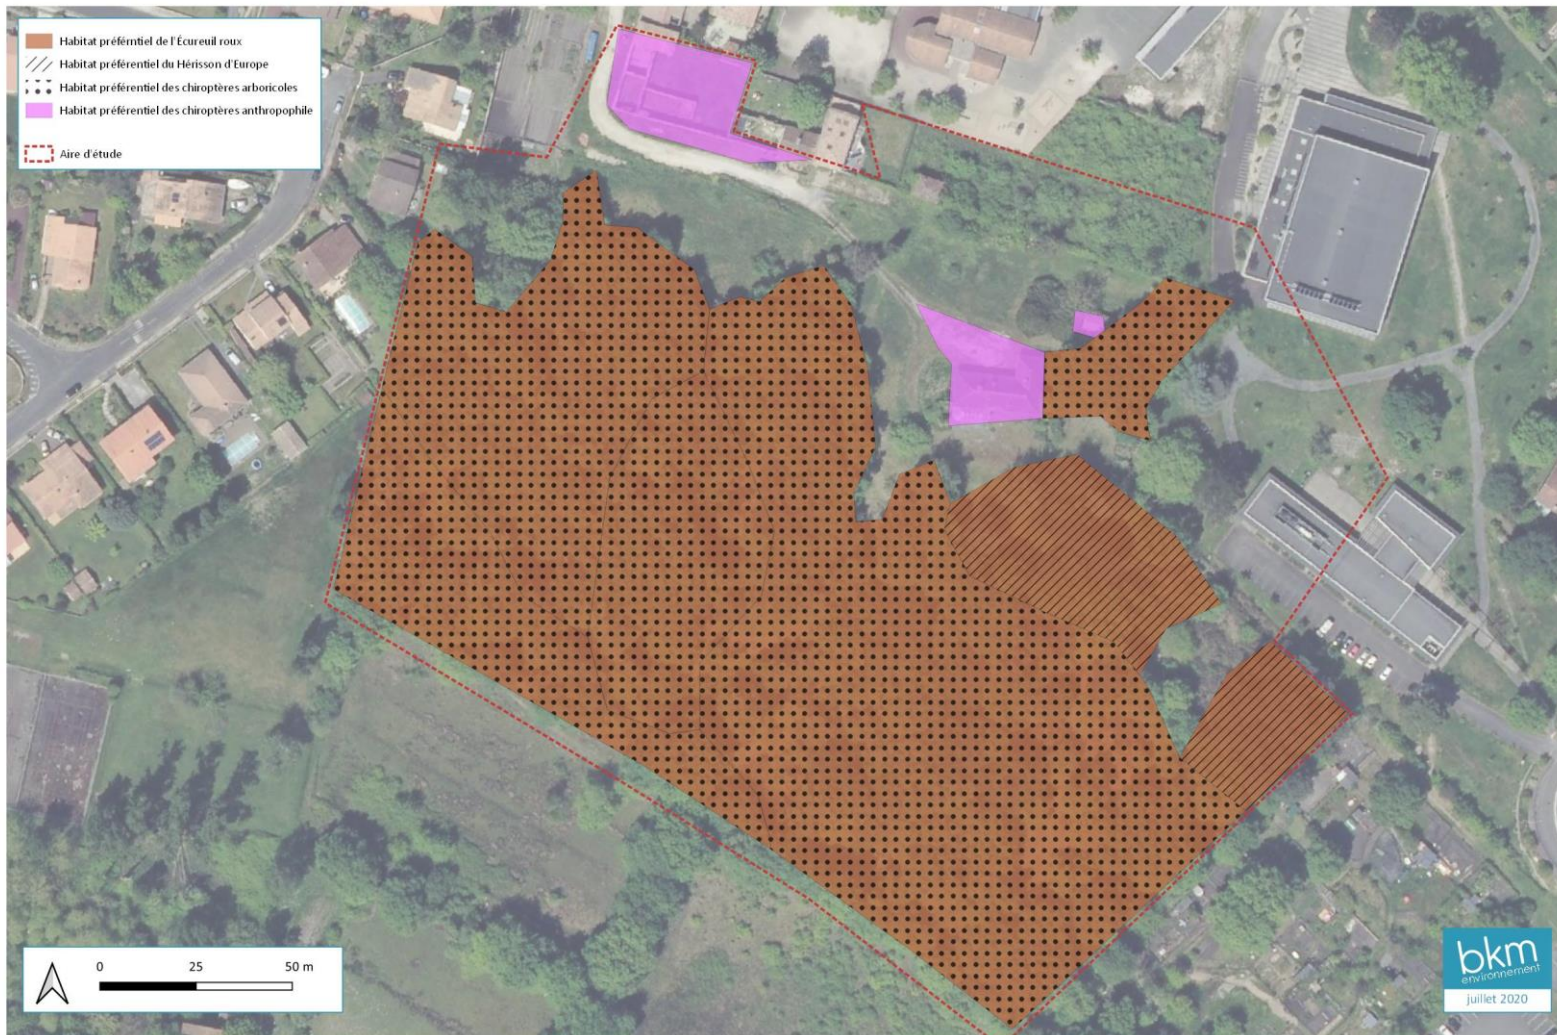 Habitat préférntiel de l'Écureuil roux
Habitat préférentiel du Hérisson d'Europe
Habitat préférentiel des chiroptères arboricoles
Habitat préférentiel des chiroptères anthropophile
Aire d'étude
0 25 50 m
bkm
environnement
juillet 2020